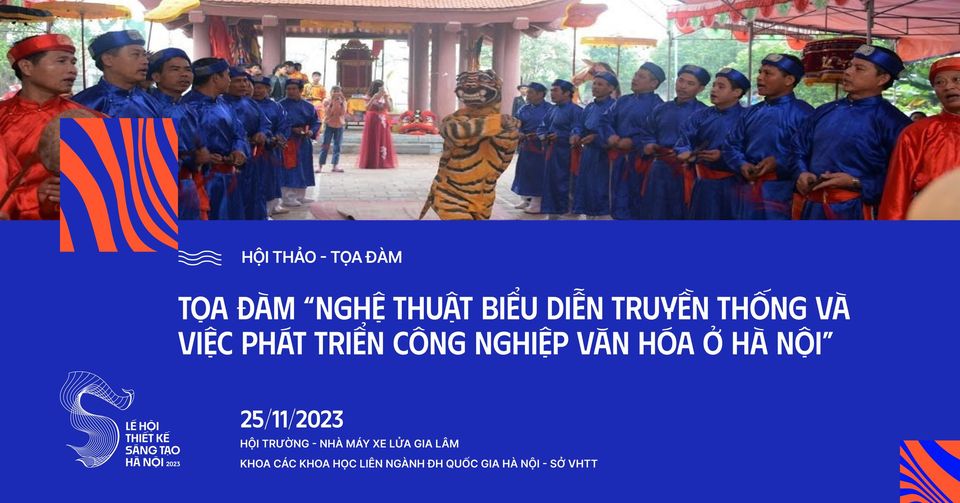 HỘI THẢO - TỌA ĐÀM
TỌA ĐÀM “NGHỆ THUẬT BIỂU DIỄN TRUYỀN THỐNG VÀ
VIỆC PHÁT TRIỂN CÔNG NGHIỆP VĂN HÓA Ở HÀ NỘI”
LỄ HỘI
THIẾT KẾ
SÁNG TẠO
HÀ NỘI 2023
25/11/2023
HỘI TRƯỜNG - NHÀ MÁY XE LỬA GIA LÂM
KHOA CÁC KHOA HỌC LIÊN NGÀNH ĐH QUỐC GIA HÀ NỘI - SỞ VHTT